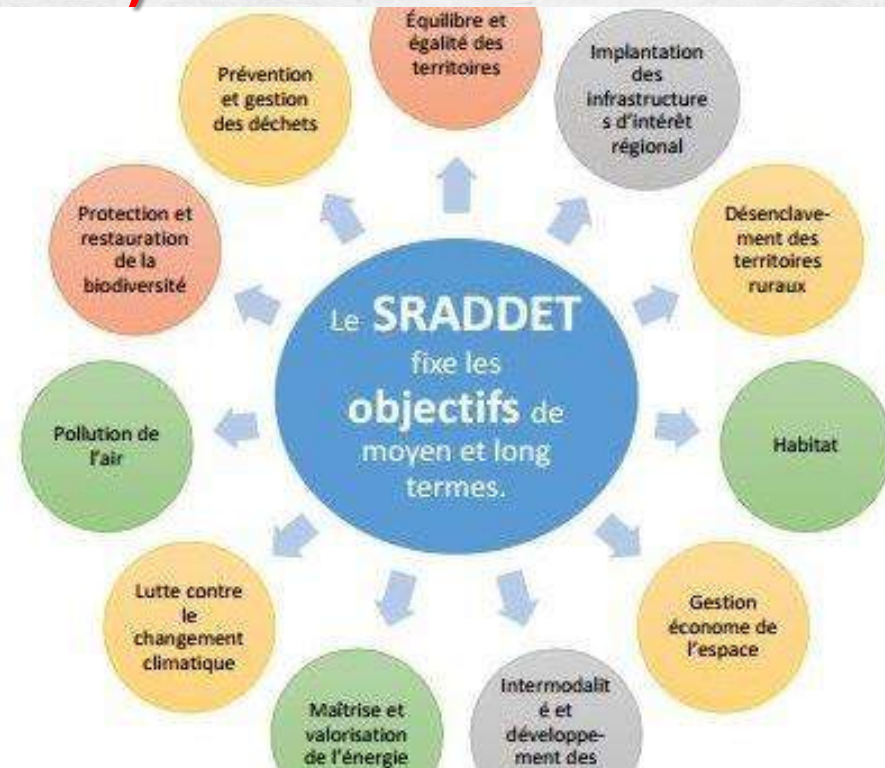 Équilibre et
égalité des
territoires
Implantation
des
infrastructure
s d'intérêt
régional
Désenclave-
ment des
territoires
ruraux
Habitat
Gestion
économe de
l'espace
Intermodalit
é et
développe-
ment des
Maîtrise et
valorisation
de l'énergie
Lutte contre
le
changement
climatique
Pollution de
l'air
Protection et
restauration
de la
biodiversité
Prévention
et gestion
des déchets
Le SRADDET
fixe les
objectifs de
moyen et long
termes.